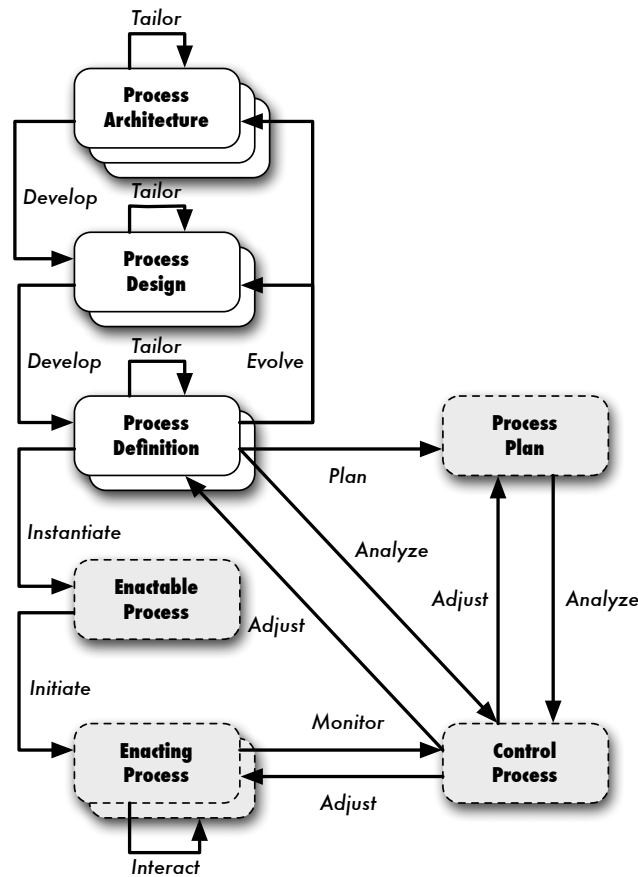 Tailor
Process
Architecture
Develop
Tailor
Process
Design
Develop
Tailor
Evolve
Process
Definition
Process
Plan
Plan
Instantiate
Analyze
Enactable
Process
Adjust
Adjust
Analyze
Initiate
Monitor
Enacting
Process
Control
Process
Adjust
Interact